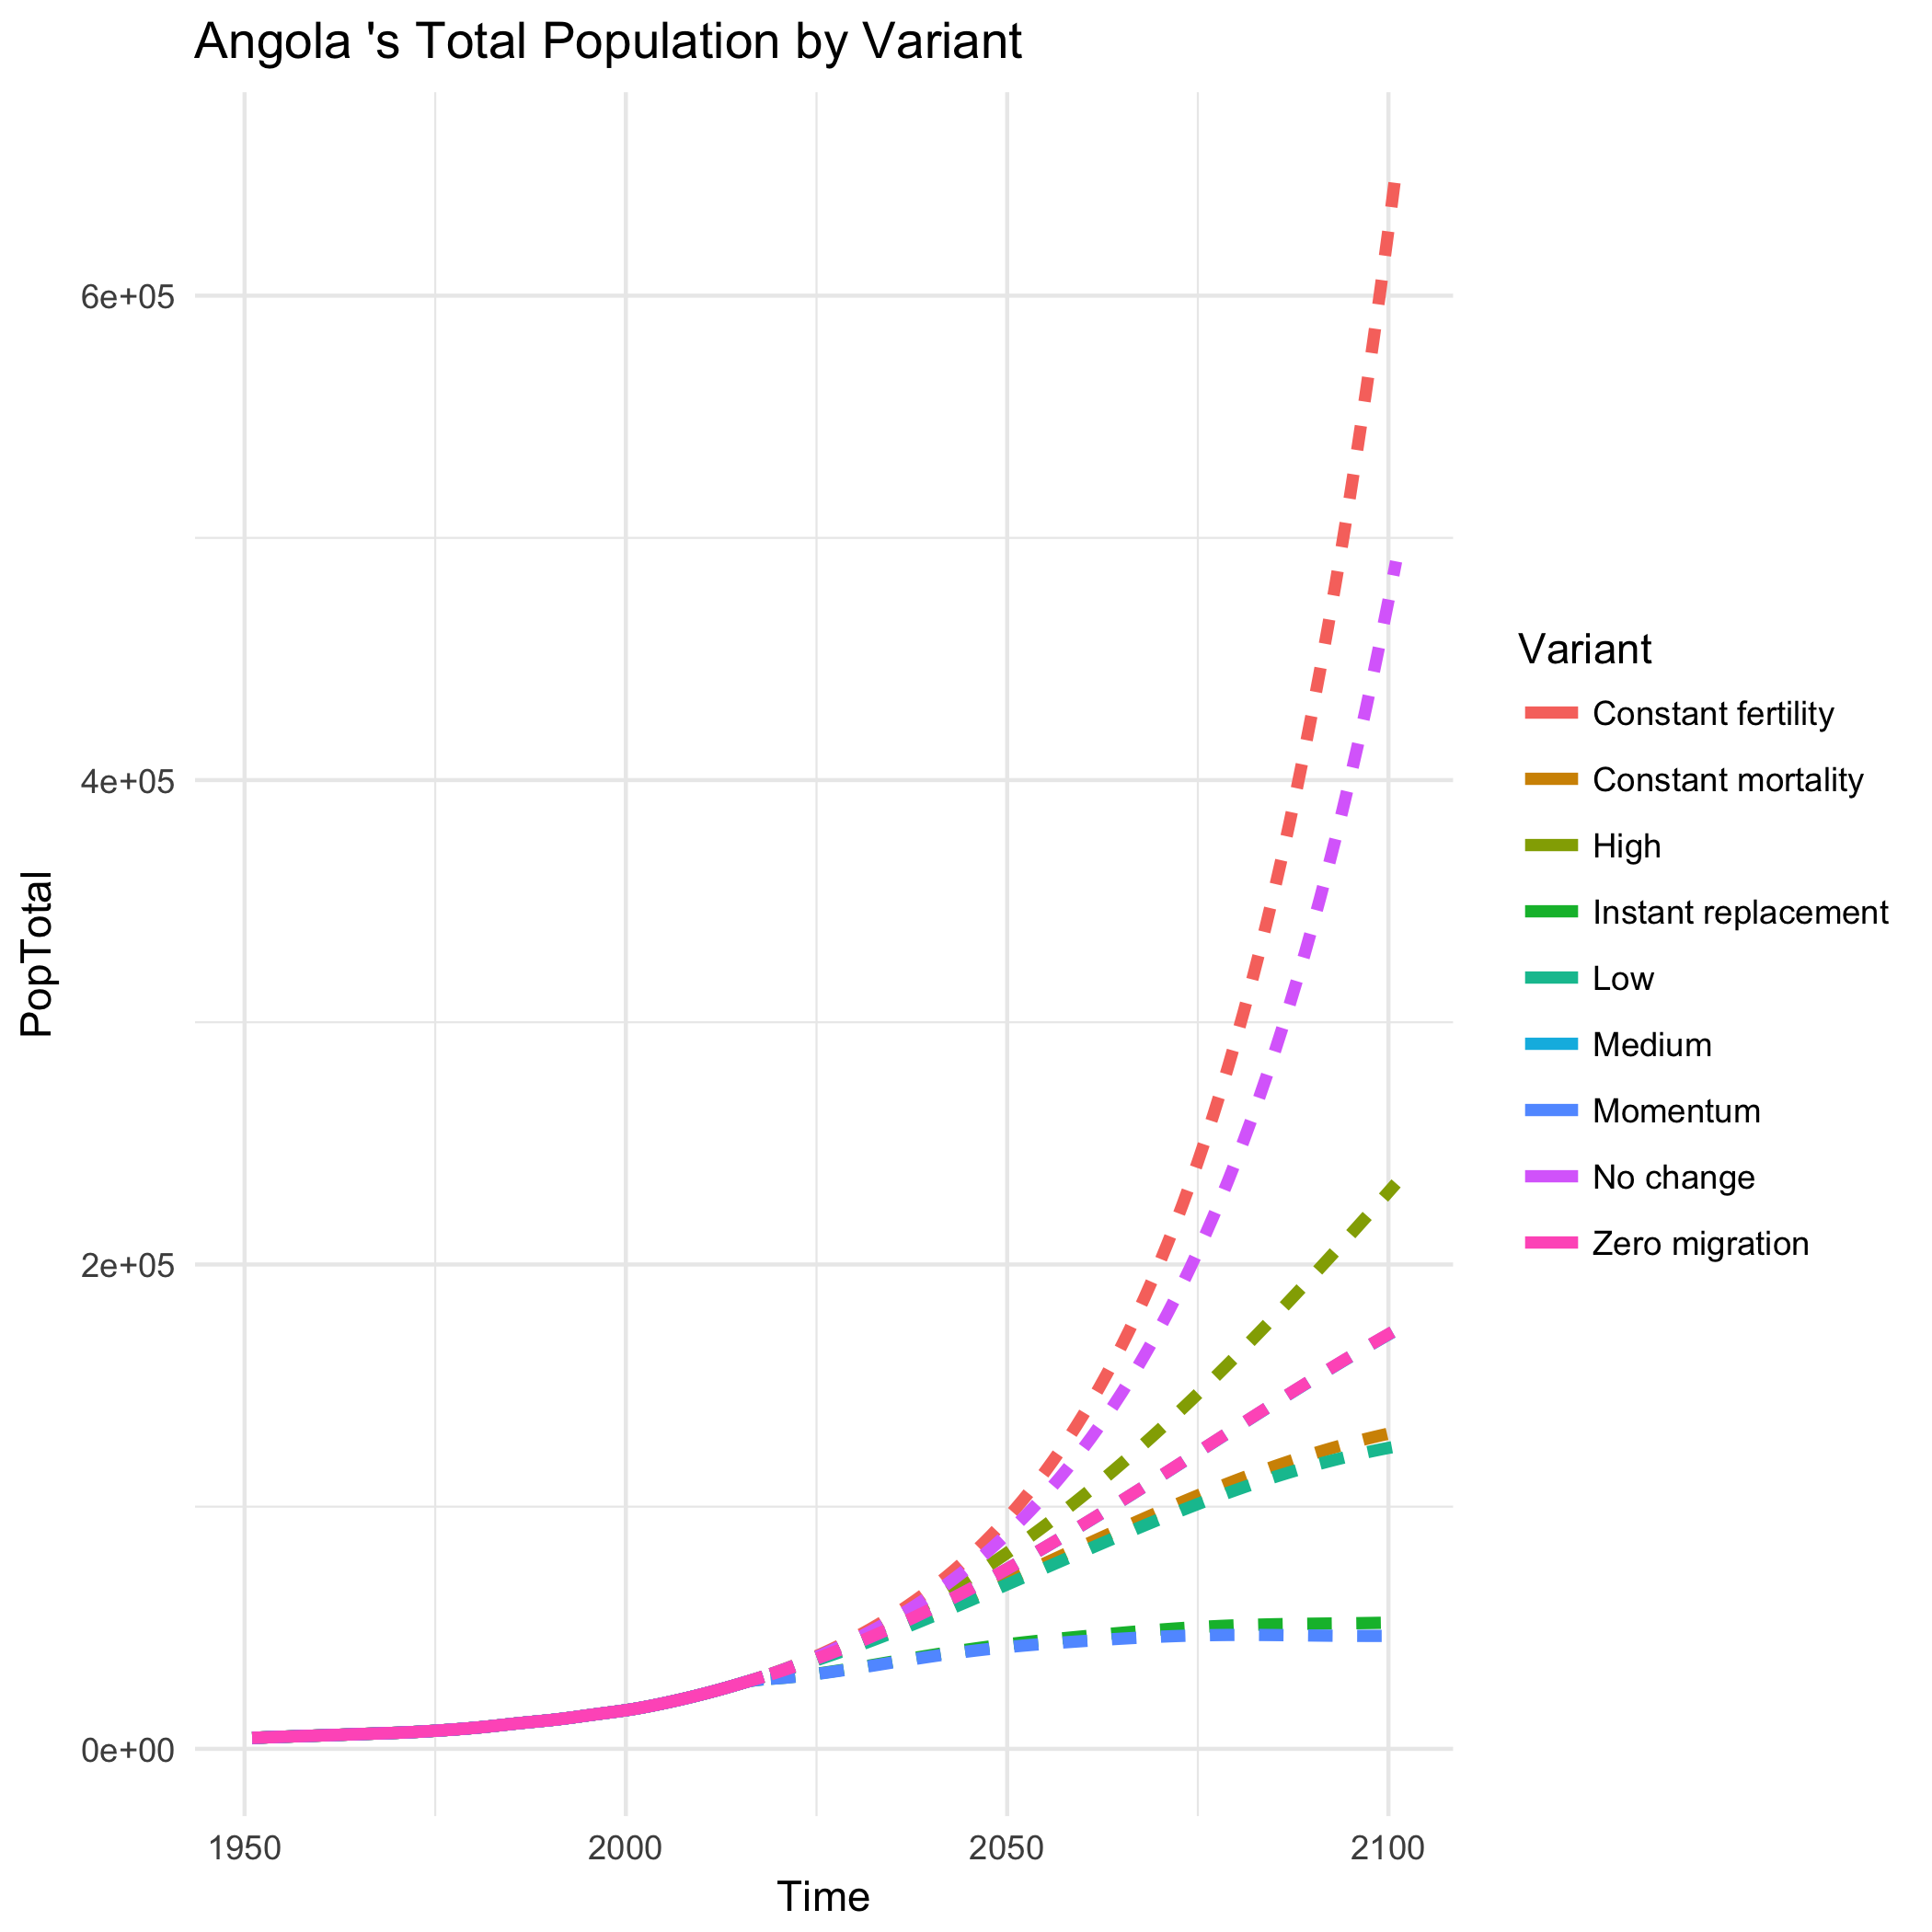 Angola 's Total Population by Variant
6e+05
4e+05
2e+05
0e+00
PopTotal
1950 2000 2050 2100
Time
Variant
Constant fertility
Constant mortality
High
Instant replacement
Low
Medium
Momentum
No change
Zero migration